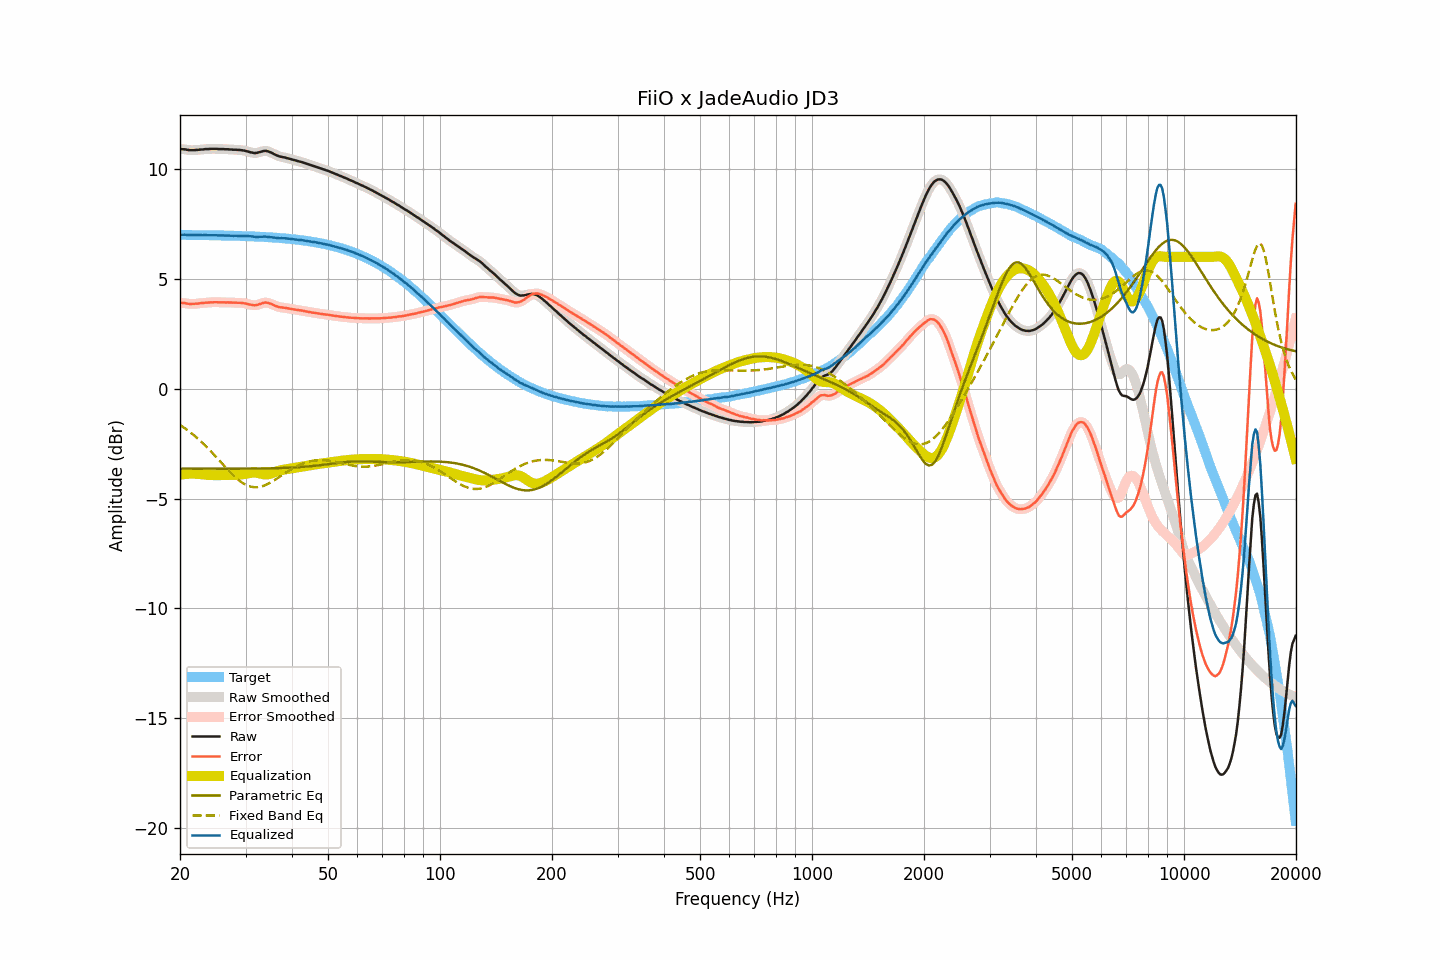 FiiO x JadeAudio JD3
Amplitude (dBr)
10
5
0
−5
−10
−15
−20
Target
Raw Smoothed
Error Smoothed
Raw
Error
Equalization
Parametric Eq
Fixed Band Eq
Equalized
20 50 100 200 500 1000 2000 5000 10000 20000
Frequency (Hz)